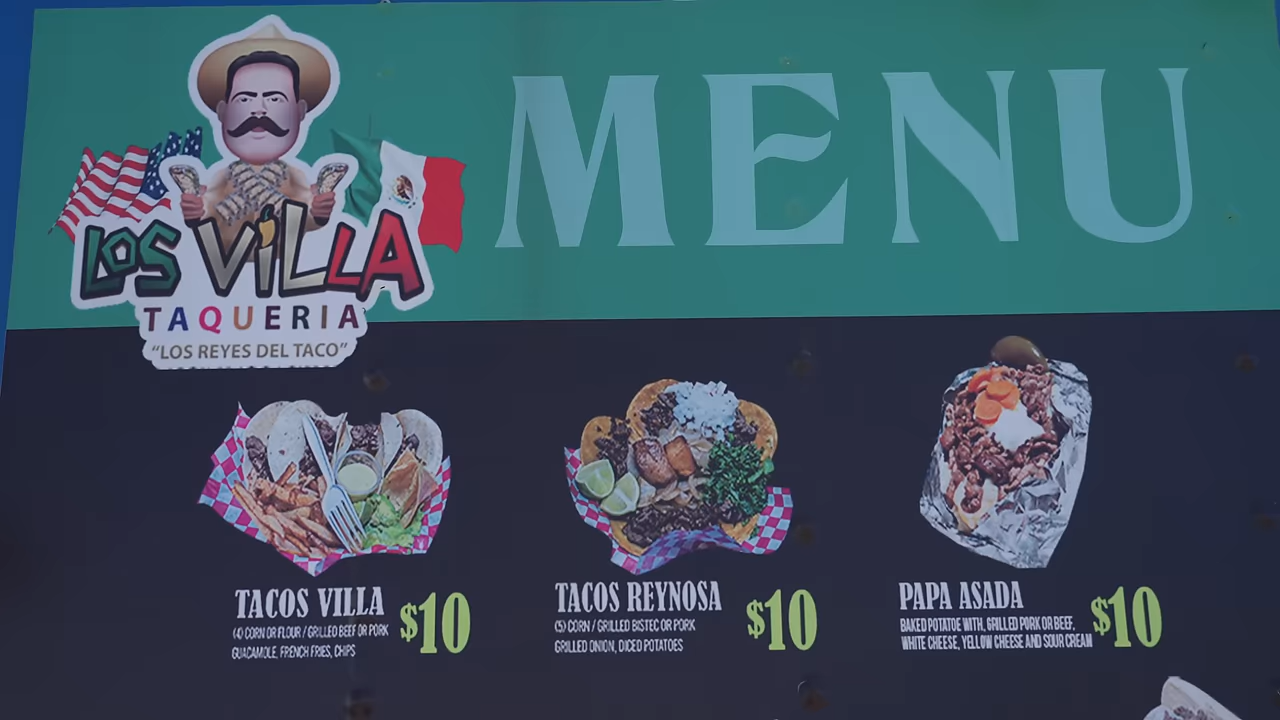 MENU
LOS VILLA
TAQUERIA
"LOS REYES DEL TACO"
TACOS VILLA
$10
(4) CORN OR FLOUR / GRILLED BEEF OR PORK
GUACAMOLE, FRENCH FRIES, CHIPS
TACOS REYNOSA
$10
(5) CORN / GRILLED BISTEC OR PORK
GRILLED ONION, DICED POTATOES
PAPA ASADA
$10
BAKED POTATOE WITH, GRILLED PORK OR BEEF,
WHITE CHEESE, YELLOW CHEESE AND SOUR CREAM